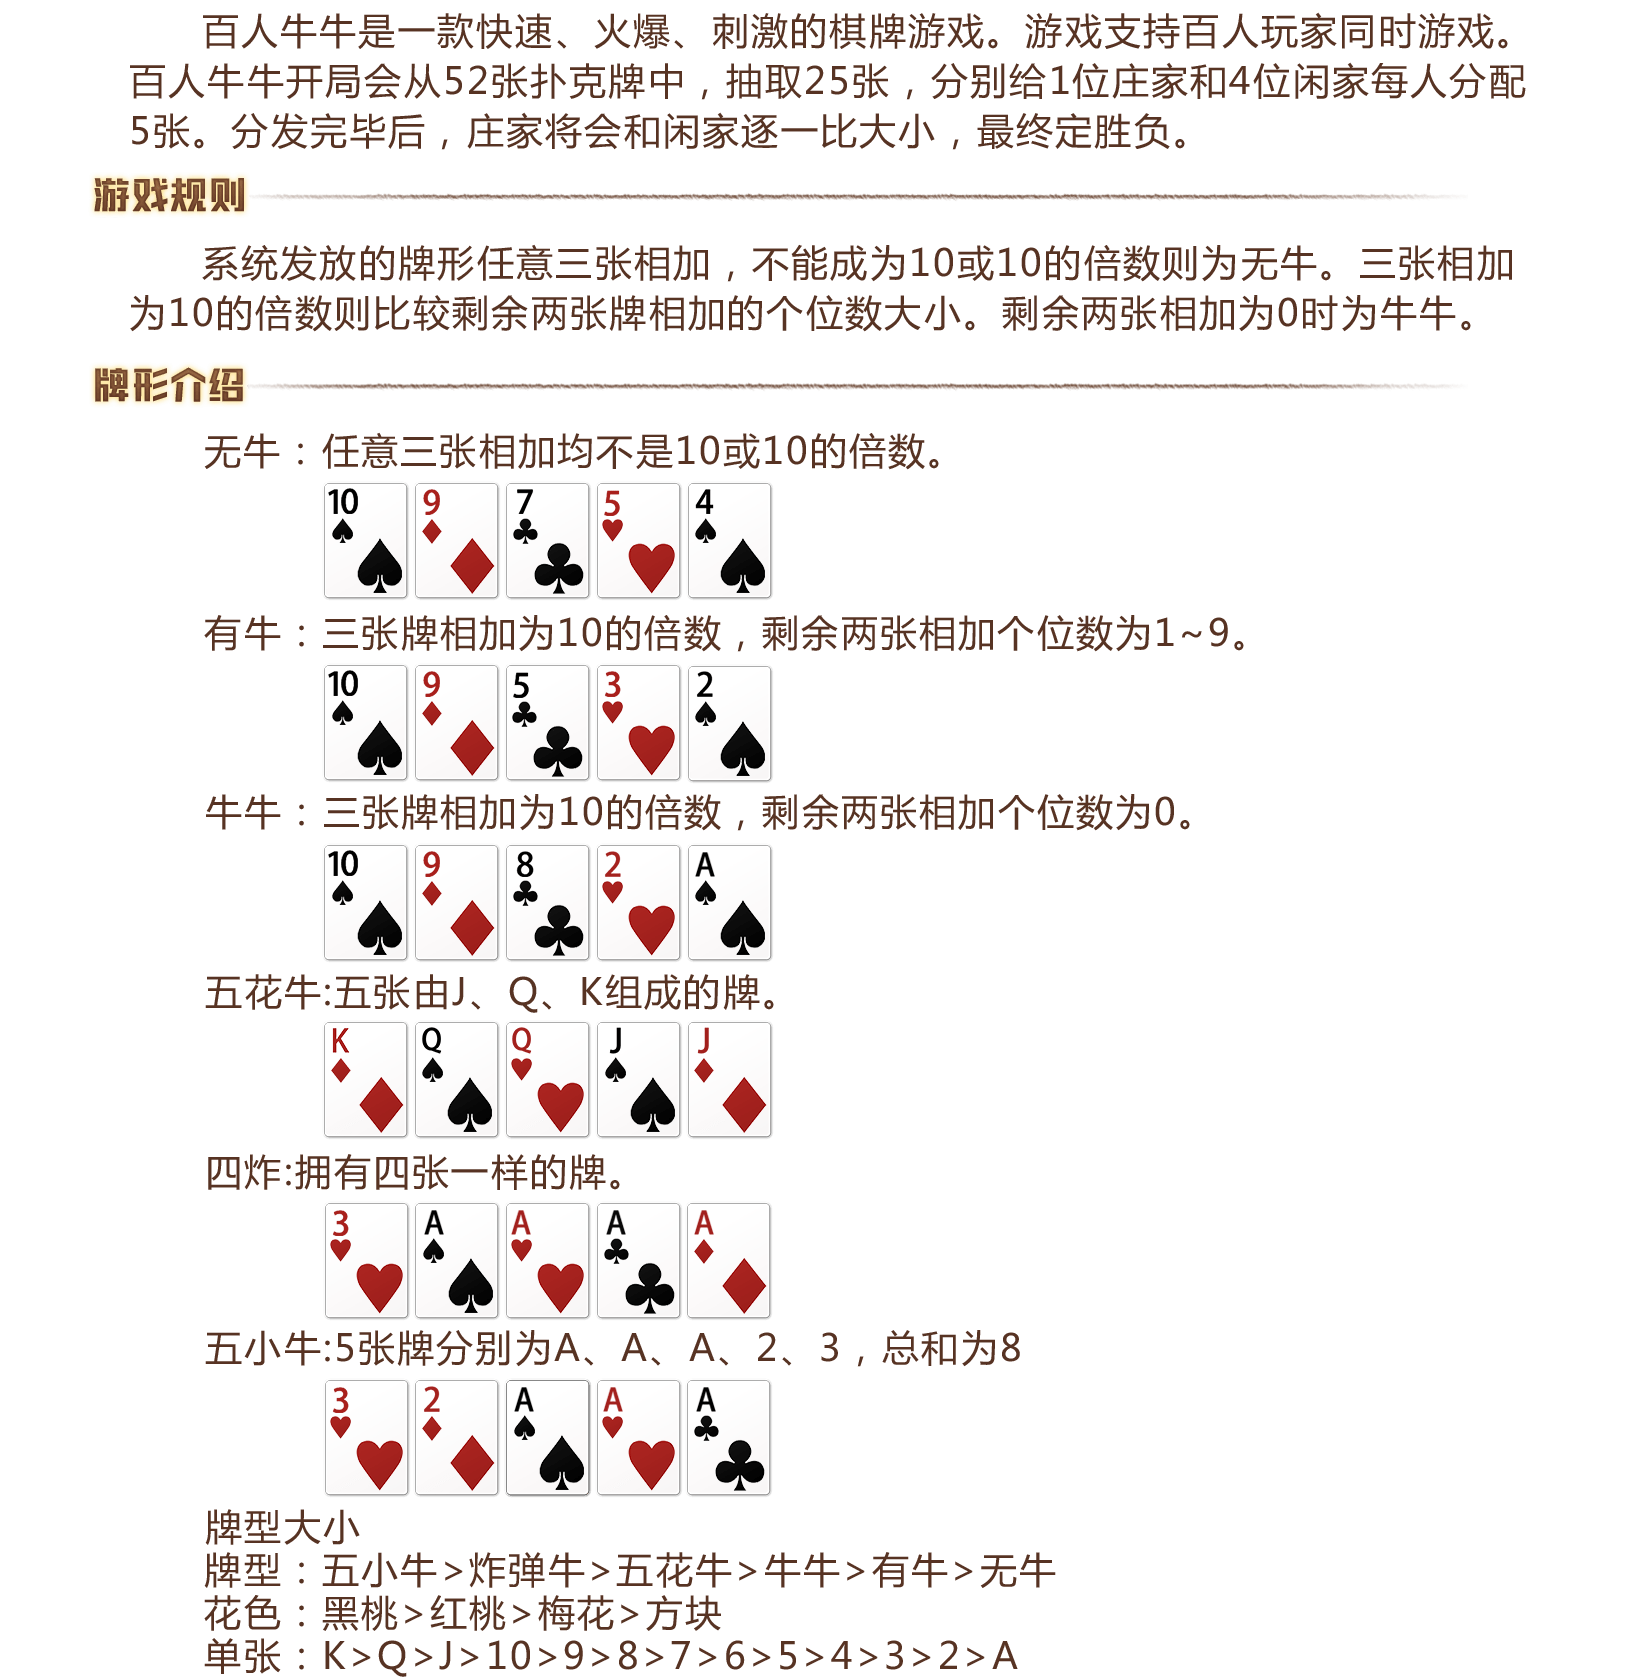 百人牛牛是一款快速、火爆、刺激的棋牌游戏。游戏支持百人玩家同时游戏。
百人牛牛开局会从52张扑克牌中，抽取25张，分别给1位庄家和4位闲家每人分配
5张。分发完毕后，庄家将会和闲家逐一比大小，最终定胜负。
游戏规则
系统发放的牌形任意三张相加，不能成为10或10的倍数则为无牛。三张相加
为10的倍数则比较剩余两张牌相加的个位数大小。剩余两张相加为0时为牛牛。
牌形介绍
无牛：任意三张相加均不是10或10的倍数。
10 9 7 5 4
有牛：三张牌相加为10的倍数，剩余两张相加个位数为1~9。
10 9 5 3 2
牛牛：三张牌相加为10的倍数，剩余两张相加个位数为0。
10 9 8 2 A
五花牛:五张由J、Q、K组成的牌。
K Q Q J J
四炸:拥有四张一样的牌。
3 A A A A
五小牛:5张牌分别为A、A、A、2、3，总和为8
3 2 A A A
牌型大小
牌型：五小牛>炸弹牛>五花牛>牛牛>有牛>无牛
花色：黑桃>红桃>梅花>方块
单张：K>Q>J>10>9>8>7>6>5>4>3>2>A